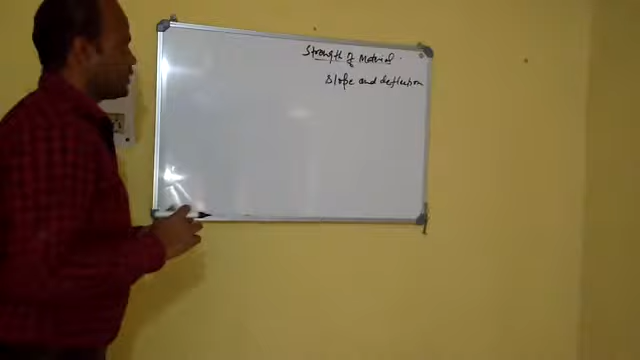 Strength of Material.
Slope and deflection